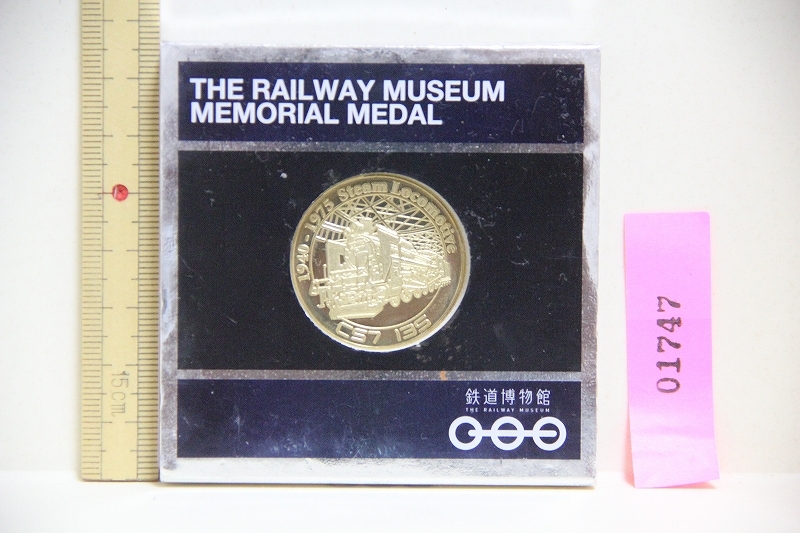 THE RAILWAY MUSEUM
MEMORIAL MEDAL
1940-1975 Steam Locomotive
C57 135
鉄道博物館
THE RAILWAY MUSEUM
15cm
01747